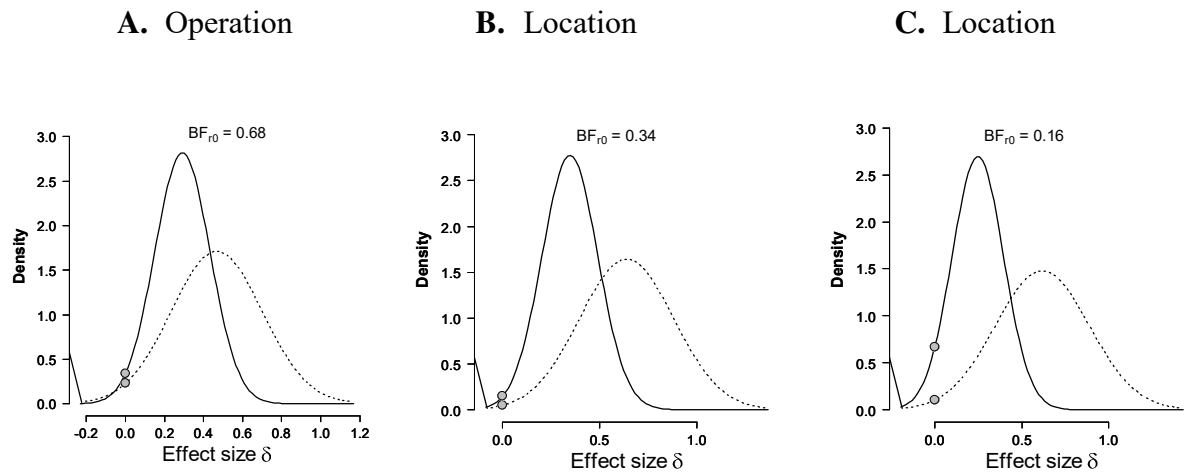 A. Operation
B. Location
C. Location
BFr0 = 0.68
3.0
2.5
2.0
1.5
1.0
0.5
0.0
Density
-0.2 0.0 0.2 0.4 0.6 0.8 1.0 1.2
Effect size δ
BFr0 = 0.34
3.0
2.5
2.0
1.5
1.0
0.5
0.0
Density
0.0 0.5 1.0
Effect size δ
BFr0 = 0.16
3.0
2.5
2.0
1.5
1.0
0.5
0.0
Density
0.0 0.5 1.0
Effect size δ